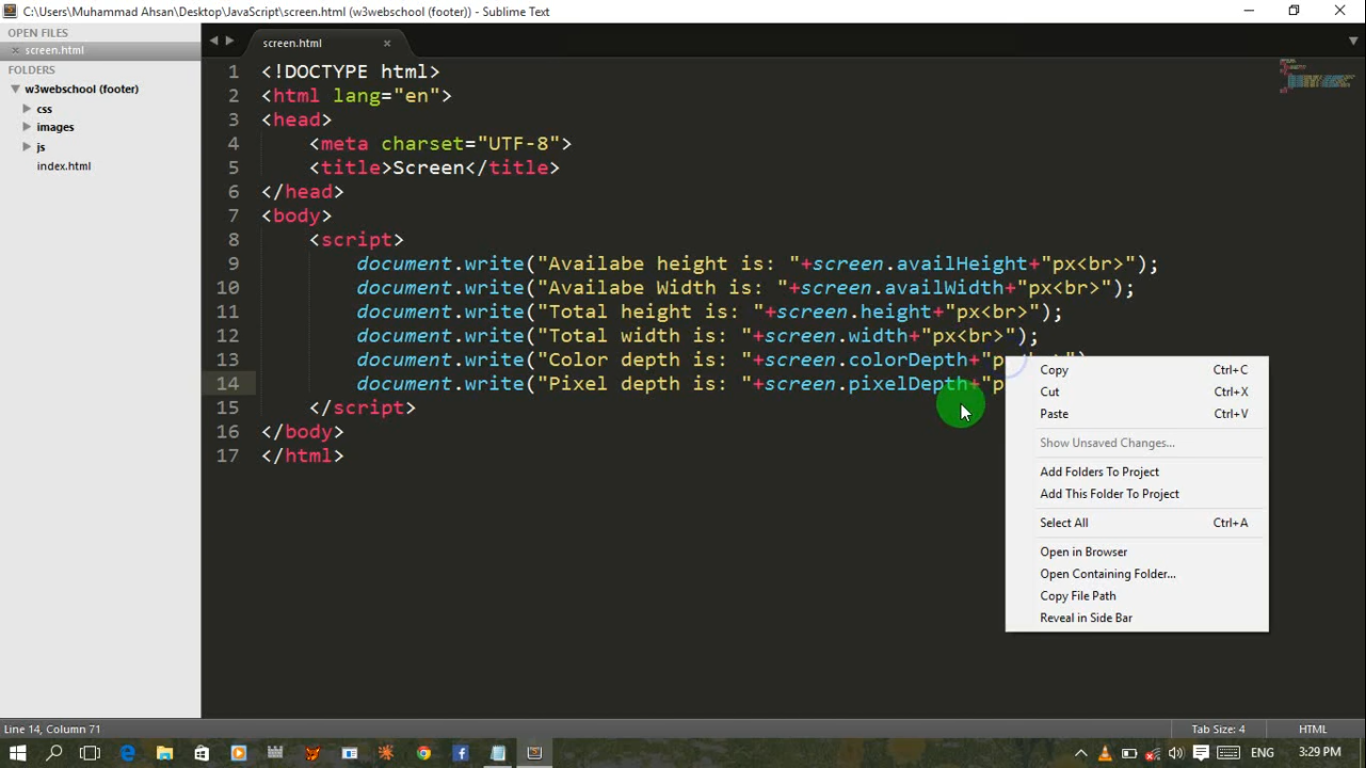 C:\Users\Muhammad Ahsan\Desktop\JavaScript\screen.html (w3webschool (footer)) - Sublime Text
OPEN FILES
screen.html
FOLDERS
w3webschool (footer)
css
images
js
index.html
screen.html
1 <!DOCTYPE html>
2 <html lang="en">
3 <head>
4 <meta charset="UTF-8">
5 <title>Screen</title>
6 </head>
7 <body>
8 <script>
9 document.write("Availabe height is: "+screen.availHeight+"px<br>");
10 document.write("Availabe Width is: "+screen.availWidth+"px<br>");
11 document.write("Total height is: "+screen.height+"px<br>");
12 document.write("Total width is: "+screen.width+"px<br>");
13 document.write("Color depth is: "+screen.colorDepth+"p
14 document.write("Pixel depth is: "+screen.pixelDepth+"p
15 </script>
16 </body>
17 </html>
Copy Ctrl+C
Cut Ctrl+X
Paste Ctrl+V
Show Unsaved Changes...
Add Folders To Project
Add This Folder To Project
Select All Ctrl+A
Open in Browser
Open Containing Folder...
Copy File Path
Reveal in Side Bar
Line 14, Column 71
Tab Size: 4
HTML
ENG
3:29 PM